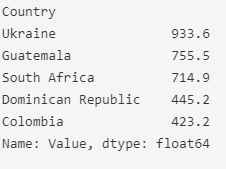 Country
Ukraine 933.6
Guatemala 755.5
South Africa 714.9
Dominican Republic 445.2
Colombia 423.2
Name: Value, dtype: float64